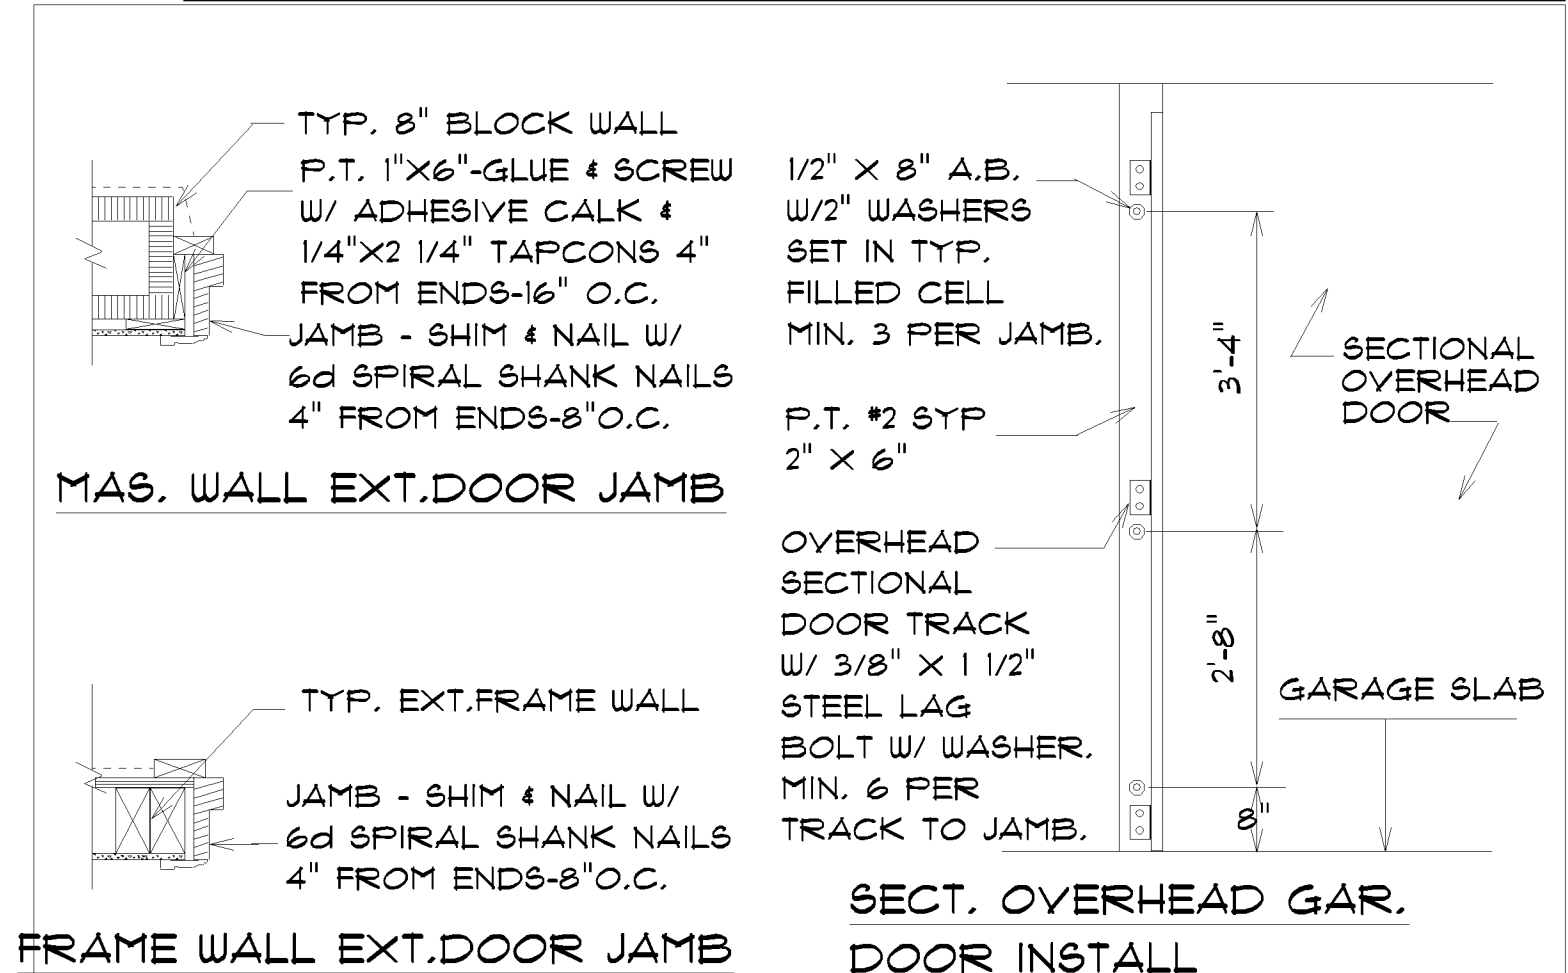 TYP. 8" BLOCK WALL
P.T. 1"X6"-GLUE & SCREW
W/ ADHESIVE CALK &
1/4"X2 1/4" TAPCONS 4"
FROM ENDS-16" O.C.
JAMB - SHIM & NAIL W/
6d SPIRAL SHANK NAILS
4" FROM ENDS-8"O.C.
MAS. WALL EXT.DOOR JAMB
TYP. EXT.FRAME WALL
JAMB - SHIM & NAIL W/
6d SPIRAL SHANK NAILS
4" FROM ENDS-8"O.C.
FRAME WALL EXT.DOOR JAMB
1/2" X 8" A.B.
W/2" WASHERS
SET IN TYP.
FILLED CELL
MIN. 3 PER JAMB.
P.T. #2 SYP
2" X 6"
OVERHEAD
SECTIONAL
DOOR TRACK
W/ 3/8" X 1 1/2"
STEEL LAG
BOLT W/ WASHER.
MIN. 6 PER
TRACK TO JAMB.
3'-4"
2'-8"
8"
SECTIONAL
OVERHEAD
DOOR
GARAGE SLAB
SECT. OVERHEAD GAR.
DOOR INSTALL